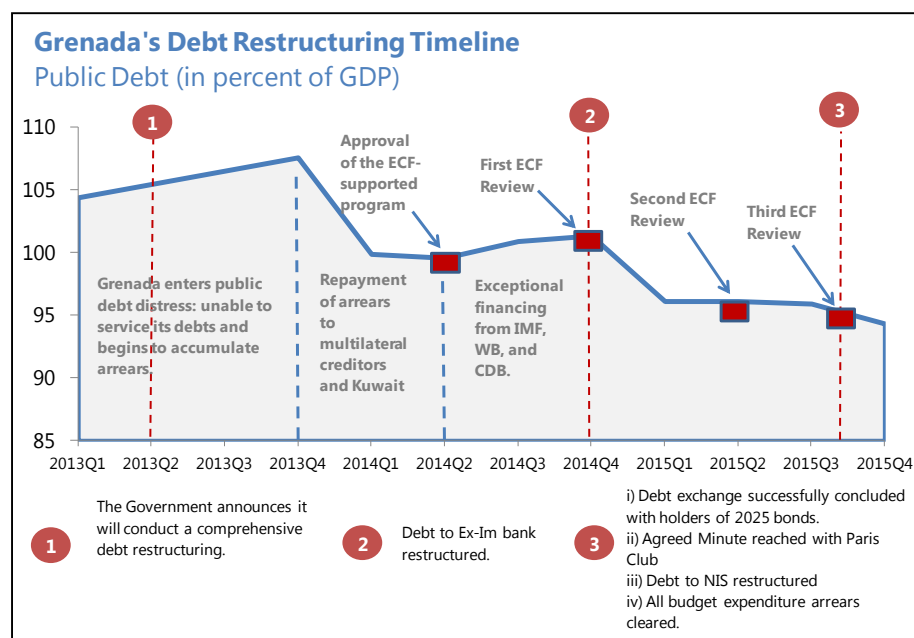 Grenada's Debt Restructuring Timeline
Public Debt (in percent of GDP)
1
2
3
110
105
100
95
90
85
Approval
of the ECF-
supported
program
First ECF
Review
Second ECF
Review
Third ECF
Review
Grenada enters public
debt distress: unable to
service its debts and
begins to accumulate
arrears.
Repayment
of arrears
to
multilateral
creditors
and Kuwait
Exceptional
financing
from IMF,
WB, and
CDB.
2013Q1 2013Q2 2013Q3 2013Q4 2014Q1 2014Q2 2014Q3 2014Q4 2015Q1 2015Q2 2015Q3 2015Q4
1
The Government announces it
will conduct a comprehensive
debt restructuring.
2
Debt to Ex-Im bank
restructured.
3
i) Debt exchange successfully concluded
with holders of 2025 bonds.
ii) Agreed Minute reached with Paris
Club
iii) Debt to NIS restructured
iv) All budget expenditure arrears
cleared.